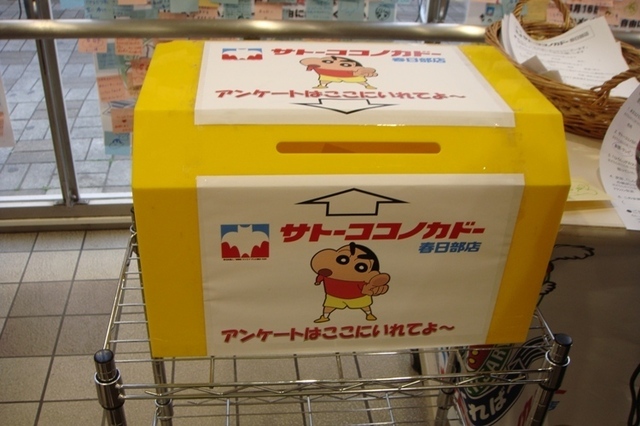 サトーココノカドー
春日部店
アンケートはここにいれてよ〜
サトーココノカドー
春日部店
アンケートはここにいれてよ〜
れば